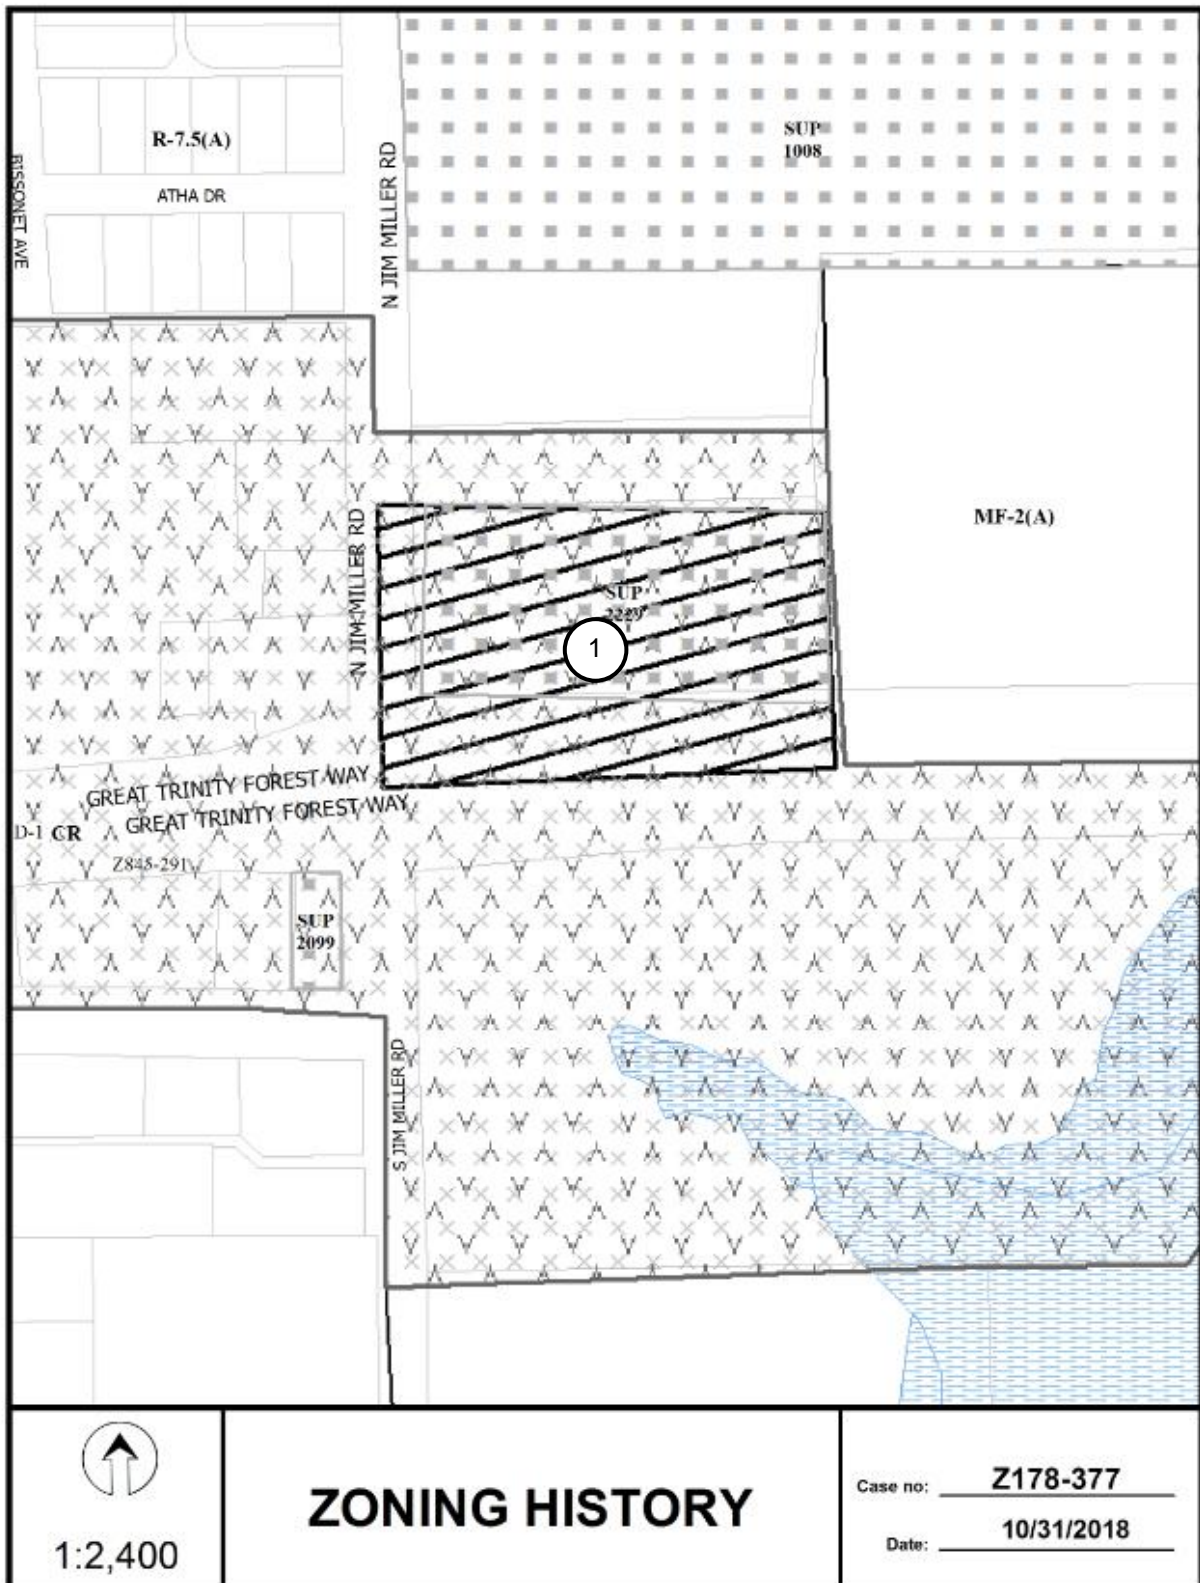 SUP
1008
R-7.5(A)
BISSONET AVE
ATHA DR
N JIM MILLER RD
MF-2(A)
N JIM MILLER RD
SUP
1
GREAT TRINITY FOREST WAY
GREAT TRINITY FOREST WAY
D-1 CR
Z845-291
SUP
2099
S JIM MILLER RD
1:2,400
ZONING HISTORY
Case no: Z178-377
Date: 10/31/2018